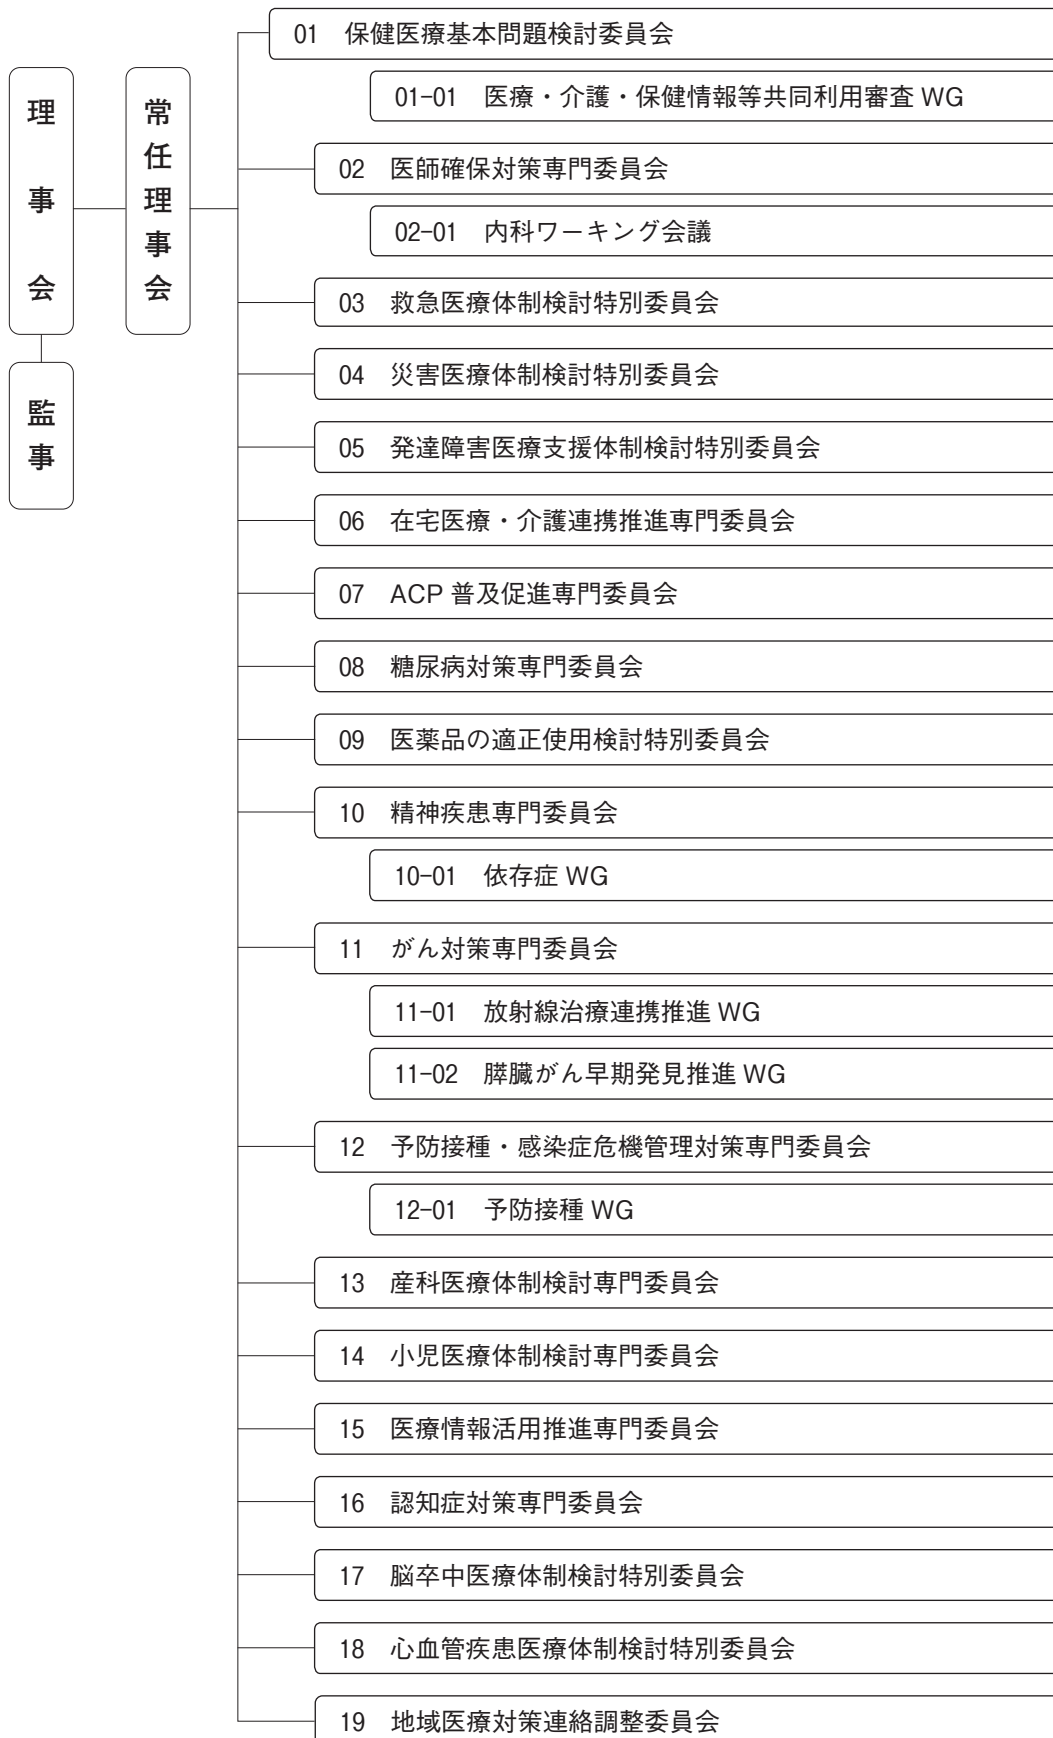 理事会
監事
常任理事会
01 保健医療基本問題検討委員会
01-01 医療・介護・保健情報等共同利用審査 WG
02 医師確保対策専門委員会
02-01 内科ワーキング会議
03 救急医療体制検討特別委員会
04 災害医療体制検討特別委員会
05 発達障害医療支援体制検討特別委員会
06 在宅医療・介護連携推進専門委員会
07 ACP 普及促進専門委員会
08 糖尿病対策専門委員会
09 医薬品の適正使用検討特別委員会
10 精神疾患専門委員会
10-01 依存症 WG
11 がん対策専門委員会
11-01 放射線治療連携推進 WG
11-02 膵臓がん早期発見推進 WG
12 予防接種・感染症危機管理対策専門委員会
12-01 予防接種 WG
13 産科医療体制検討専門委員会
14 小児医療体制検討専門委員会
15 医療情報活用推進専門委員会
16 認知症対策専門委員会
17 脳卒中医療体制検討特別委員会
18 心血管疾患医療体制検討特別委員会
19 地域医療対策連絡調整委員会